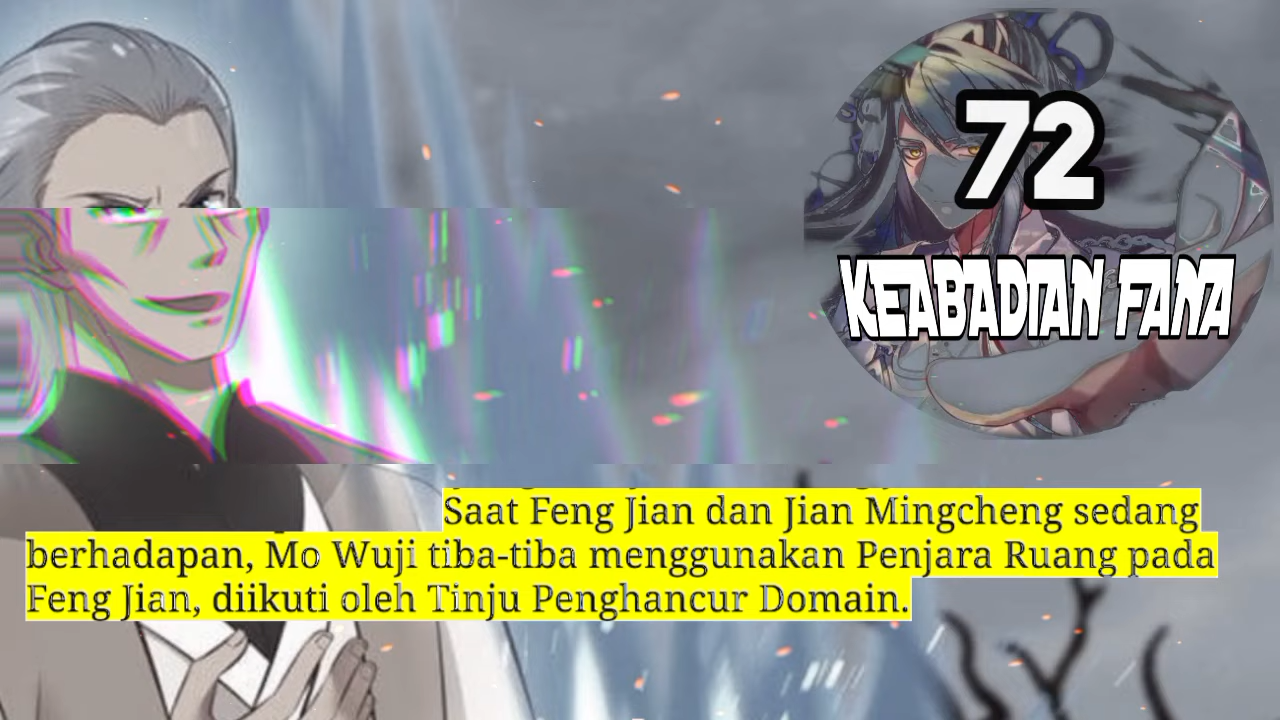 72
KEABADIAN FANA
Saat Feng Jian dan Jian Mingcheng sedang
berhadapan, Mo Wuji tiba-tiba menggunakan Penjara Ruang pada
Feng Jian, diikuti oleh Tinju Penghancur Domain.